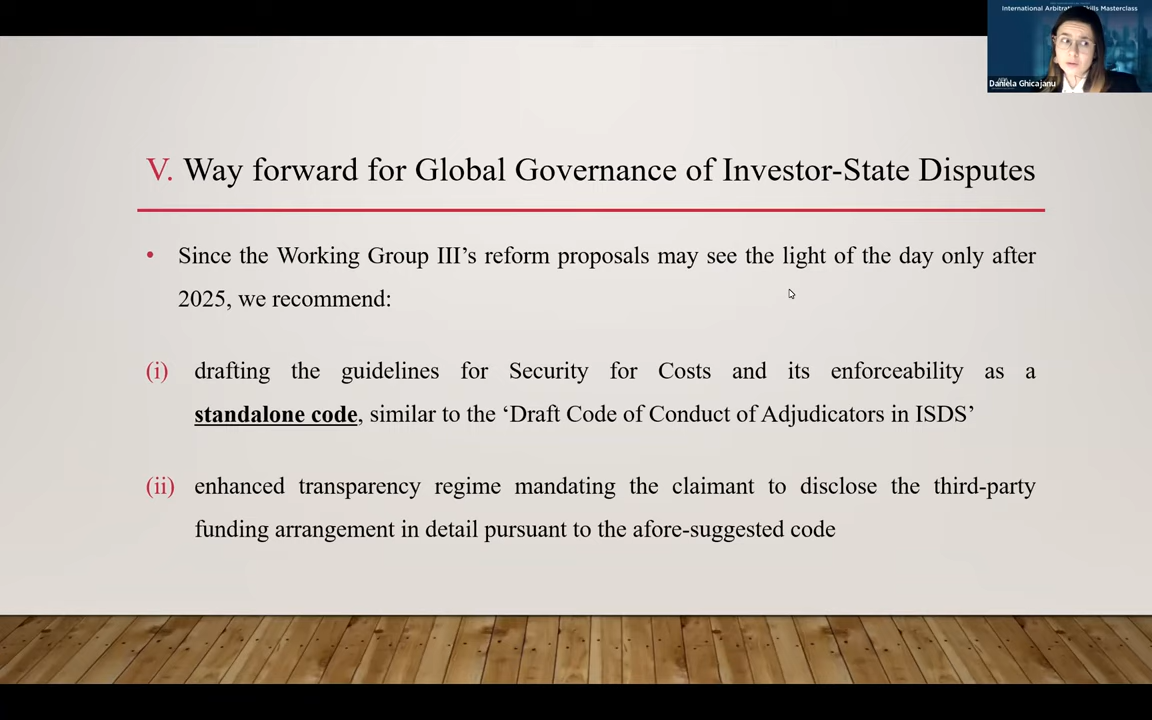 International Arbitration Skills Masterclass
Daniela Ghicajanu
V. Way forward for Global Governance of Investor-State Disputes
• Since the Working Group III’s reform proposals may see the light of the day only after
2025, we recommend:
(i) drafting the guidelines for Security for Costs and its enforceability as a
standalone code, similar to the ‘Draft Code of Conduct of Adjudicators in ISDS’
(ii) enhanced transparency regime mandating the claimant to disclose the third-party
funding arrangement in detail pursuant to the afore-suggested code